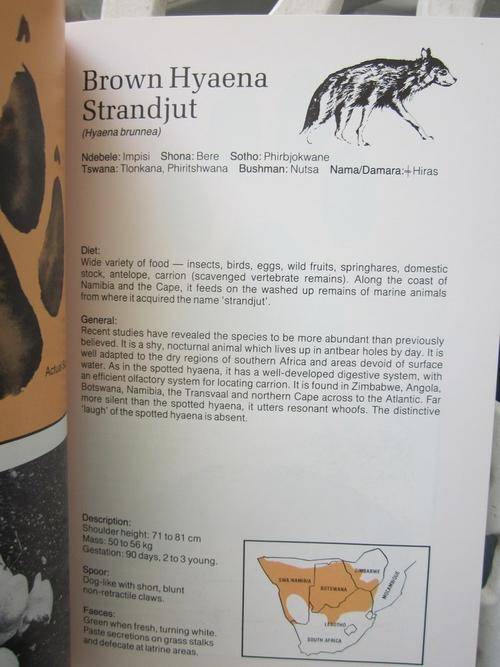 Brown Hyaena
Strandjut
(Hyaena brunnea)
Ndebele: Impisi Shona: Bere Sotho: Phirbjokwane
Tswana: Tlonkana, Phiritshwana Bushman: Nutsa Nama/Damara:ǂHiras
Diet:
Wide variety of food — insects, birds, eggs, wild fruits, springhares, domestic
stock, antelope, carrion (scavenged vertebrate remains). Along the coast of
Namibia and the Cape, it feeds on the washed up remains of marine animals
from where it acquired the name 'strandjut'.
General:
Recent studies have revealed the species to be more abundant than previously
believed. It is a shy, nocturnal animal which lives up in antbear holes by day. It is
well adapted to the dry regions of southern Africa and areas devoid of surface
water. As in the spotted hyaena, it has a well-developed digestive system, with
an efficient olfactory system for locating carrion. It is found in Zimbabwe, Angola,
Botswana, Namibia, the Transvaal and northern Cape across to the Atlantic. Far
more silent than the spotted hyaena, it utters resonant whoofs. The distinctive
'laugh' of the spotted hyaena is absent.
Description:
Shoulder height: 71 to 81 cm
Mass: 50 to 56 kg
Gestation: 90 days, 2 to 3 young.
Spoor:
Dog-like with short, blunt
non-retractile claws.
Faeces:
Green when fresh, turning white.
Paste secretions on grass stalks
and defecate at latrine areas.
SWA/NAMIBIA
BOTSWANA
ZIMBABWE
MOZAMBIQUE
LESOTHO
SOUTH AFRICA
Actual